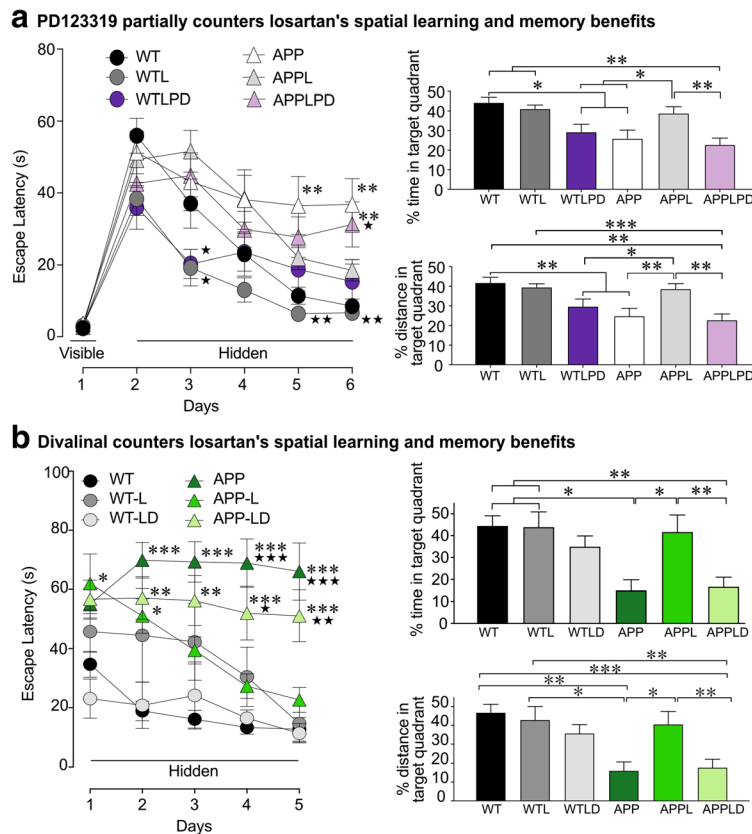 a PD123319 partially counters losartan's spatial learning and memory benefits
80
60
40
20
0
Escape Latency (s)
WT
WTL
WTLPD
APP
APPL
APPLPD
**
**
**
★
★
★
★★
★★
Visible
Hidden
1 2 3 4 5 6
Days
% time in target quadrant
50
40
30
20
10
0
**
*
*
**
WT WTL WTLPD APP APPL APPLPD
% distance in
target quadrant
50
40
30
20
10
0
***
**
*
**
**
**
WT WTL WTLPD APP APPL APPLPD
b Divalinal counters losartan's spatial learning and memory benefits
100
80
60
40
20
0
Escape Latency (s)
WT
WT-L
WT-LD
APP
APP-L
APP-LD
*
***
***
***
★★★
***
★★★
**
*
**
***
★
***
★★
Hidden
1 2 3 4 5
Days
% time in target quadrant
50
40
30
20
10
0
**
*
*
**
WT WTL WTLD APP APPL APPLD
% distance in
target quadrant
50
40
30
20
10
0
**
***
**
*
*
**
WT WTL WTLD APP APPL APPLD